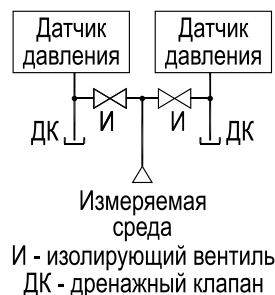 Датчик
давления
Датчик
давления
И
И
ДК
ДК
Измеряемая
среда
И - изолирующий вентиль
ДК - дренажный клапан